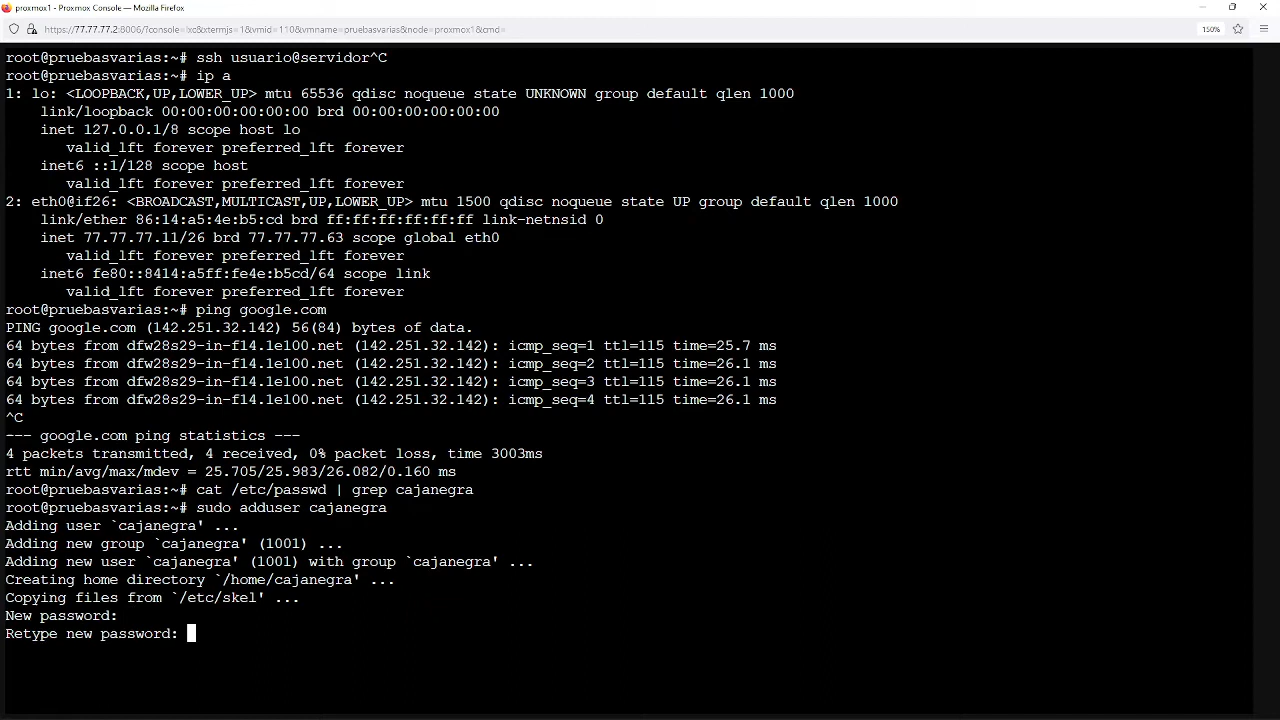 proxmox1 - Proxmox Console — Mozilla Firefox
https://77.77.77.2:8006/?console=lxc&xtermjs=1&vmid=110&vmname=pruebasvarias&node=proxmox1&cmd=
150%
root@pruebasvarias:~# ssh usuario@servidor^C
root@pruebasvarias:~# ip a
1: lo: <LOOPBACK,UP,LOWER_UP> mtu 65536 qdisc noqueue state UNKNOWN group default qlen 1000
    link/loopback 00:00:00:00:00:00 brd 00:00:00:00:00:00
    inet 127.0.0.1/8 scope host lo
       valid_lft forever preferred_lft forever
    inet6 ::1/128 scope host
       valid_lft forever preferred_lft forever
2: eth0@if26: <BROADCAST,MULTICAST,UP,LOWER_UP> mtu 1500 qdisc noqueue state UP group default qlen 1000
    link/ether 86:14:a5:4e:b5:cd brd ff:ff:ff:ff:ff:ff link-netnsid 0
    inet 77.77.77.11/26 brd 77.77.77.63 scope global eth0
       valid_lft forever preferred_lft forever
    inet6 fe80::8414:a5ff:fe4e:b5cd/64 scope link
       valid_lft forever preferred_lft forever
root@pruebasvarias:~# ping google.com
PING google.com (142.251.32.142) 56(84) bytes of data.
64 bytes from dfw28s29-in-f14.1e100.net (142.251.32.142): icmp_seq=1 ttl=115 time=25.7 ms
64 bytes from dfw28s29-in-f14.1e100.net (142.251.32.142): icmp_seq=2 ttl=115 time=26.1 ms
64 bytes from dfw28s29-in-f14.1e100.net (142.251.32.142): icmp_seq=3 ttl=115 time=26.1 ms
64 bytes from dfw28s29-in-f14.1e100.net (142.251.32.142): icmp_seq=4 ttl=115 time=26.1 ms
^C
--- google.com ping statistics ---
4 packets transmitted, 4 received, 0% packet loss, time 3003ms
rtt min/avg/max/mdev = 25.705/25.983/26.082/0.160 ms
root@pruebasvarias:~# cat /etc/passwd | grep cajanegra
root@pruebasvarias:~# sudo adduser cajanegra
Adding user `cajanegra' ...
Adding new group `cajanegra' (1001) ...
Adding new user `cajanegra' (1001) with group `cajanegra' ...
Creating home directory `/home/cajanegra' ...
Copying files from `/etc/skel' ...
New password:
Retype new password: